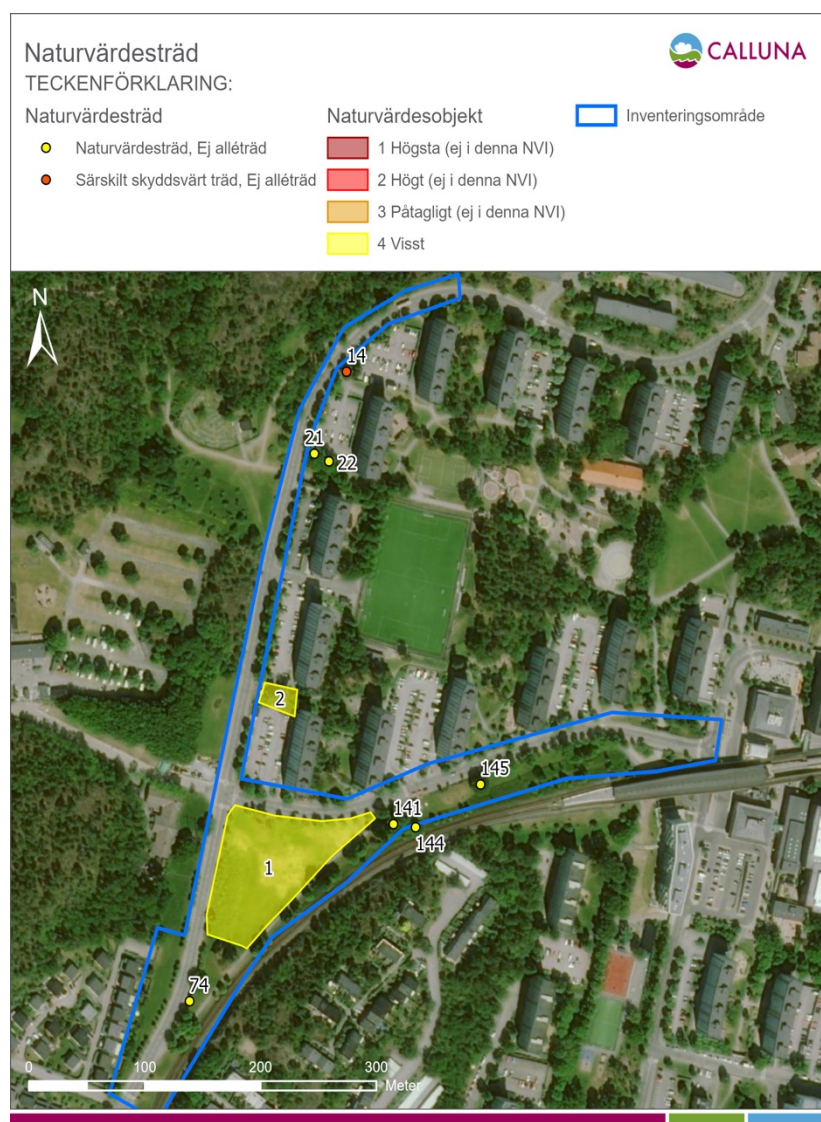 Naturvärdesträd
CALLUNA
TECKENFÖRKLARING:
Naturvärdesträd
Naturvärdesträd, Ej alléträd
Särskilt skyddsvärt träd, Ej alléträd
Naturvärdesobjekt
1 Högsta (ej i denna NVI)
2 Högt (ej i denna NVI)
3 Påtagligt (ej i denna NVI)
4 Visst
Inventeringsområde
N
14
21
22
2
145
141
144
1
74
0 100 200 300
Meter